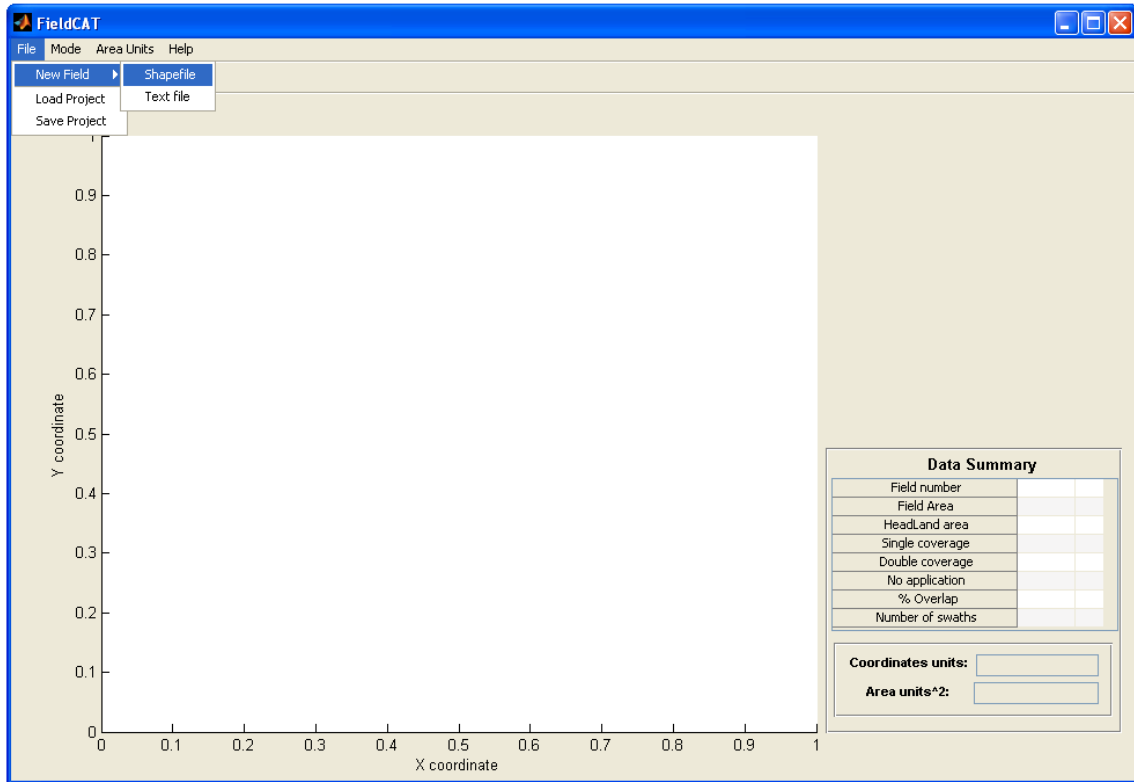 FieldCAT
File Mode Area Units Help
New Field Shapefile
Load Project Text file
Save Project
1
0.9
0.8
0.7
0.6
0.5
0.4
0.3
0.2
0.1
0
Y coordinate
0 0.1 0.2 0.3 0.4 0.5 0.6 0.7 0.8 0.9 1
X coordinate
Data Summary
Field number
Field Area
HeadLand area
Single coverage
Double coverage
No application
% Overlap
Number of swaths
Coordinates units:
Area units^2: